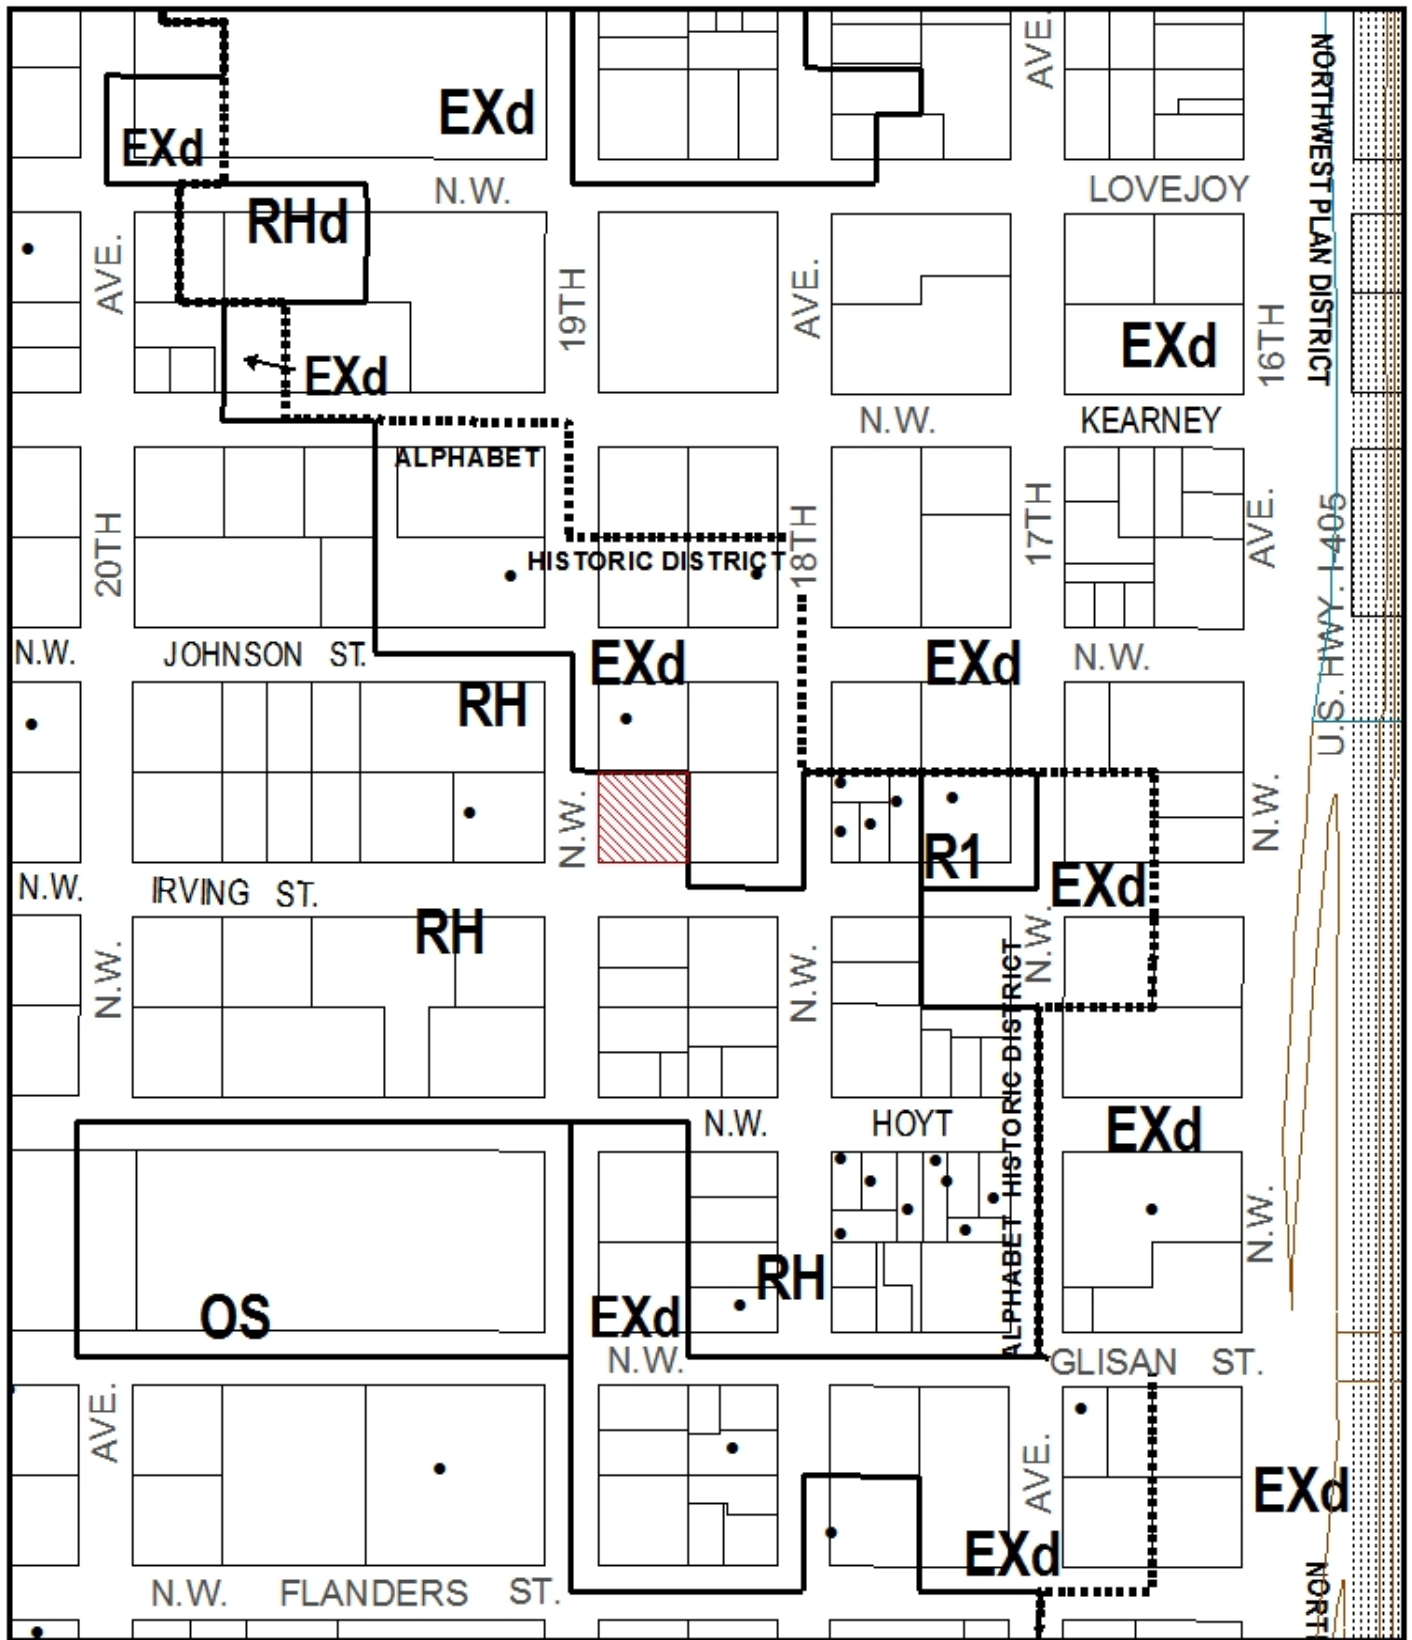 AVE.
EXd
EXd
N.W.
LOVEJOY
NORTHWEST PLAN DISTRICT
RHd
AVE.
19TH
AVE.
EXd
16TH
EXd
N.W.
KEARNEY
ALPHABET
20TH
HISTORIC DISTRICT
18TH
17TH
AVE.
U.S. HWY. I-405
N.W.
JOHNSON ST.
EXd
EXd
N.W.
RH
N.W.
R1
N.W.
N.W.
IRVING ST.
EXd
RH
N.W.
N.W.
N.W.
ALPHABET HISTORIC DISTRICT
N.W.
HOYT
EXd
N.W.
OS
EXd
RH
N.W.
GLISAN ST.
AVE.
AVE.
EXd
EXd
N.W.
FLANDERS ST.
NORT